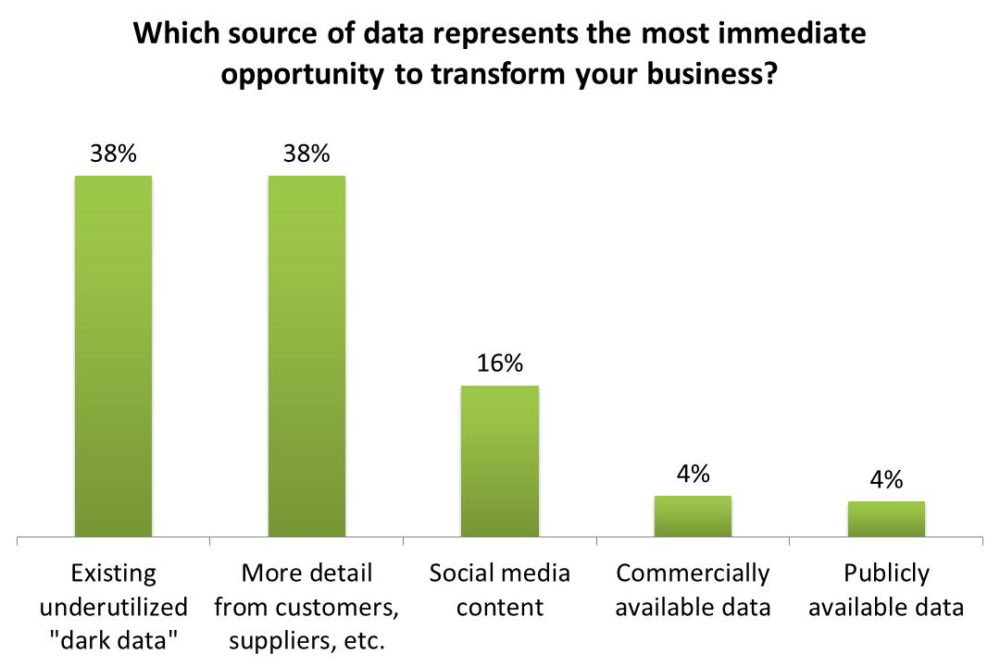 Which source of data represents the most immediate
opportunity to transform your business?
38%
38%
16%
4%
4%
Existing
underutilized
"dark data"
More detail
from customers,
suppliers, etc.
Social media
content
Commercially
available data
Publicly
available data